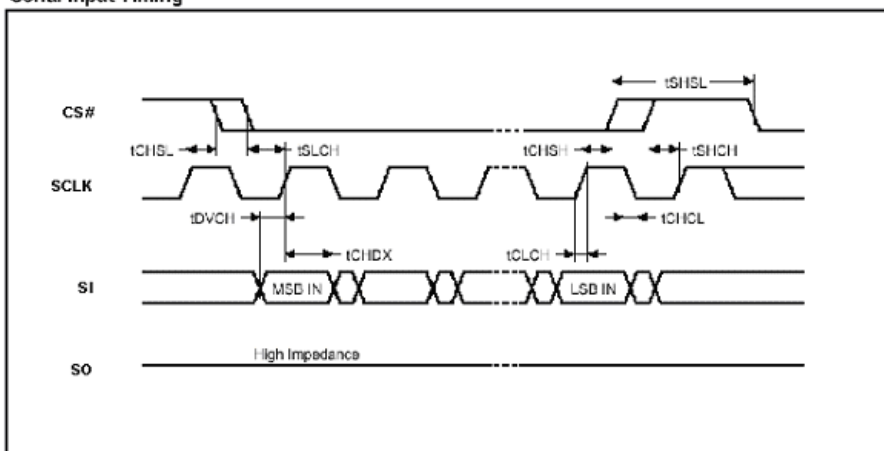 Serial Input Timing
tSHSL
CS#
tCHSL
tSLCH
tCHSH
tSHCH
SCLK
tDVCH
tCHCL
tCHDX
tCLCH
SI
MSB IN
LSB IN
High Impedance
SO